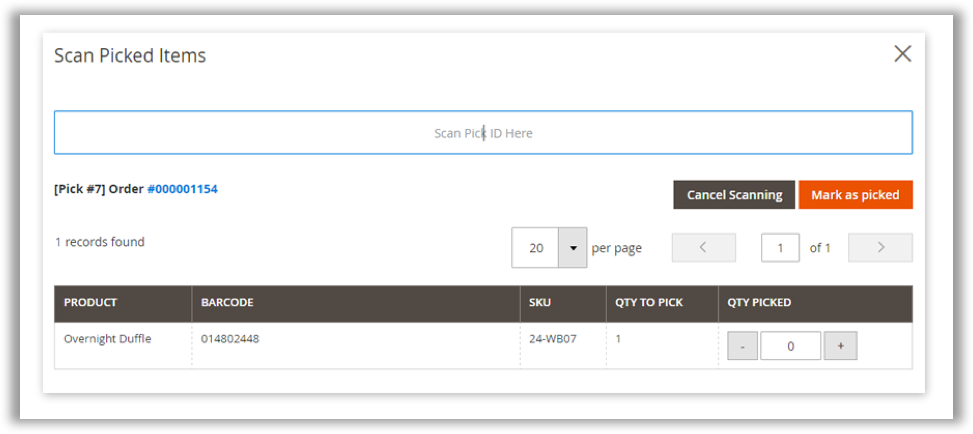 Scan Picked Items
Scan Pick ID Here
[Pick #7] Order #000001154
Cancel Scanning Mark as picked
1 records found 20 per page < 1 of 1 >
PRODUCT BARCODE SKU QTY TO PICK QTY PICKED
Overnight Duffle 014802448 24-WB07 1 - 0 +